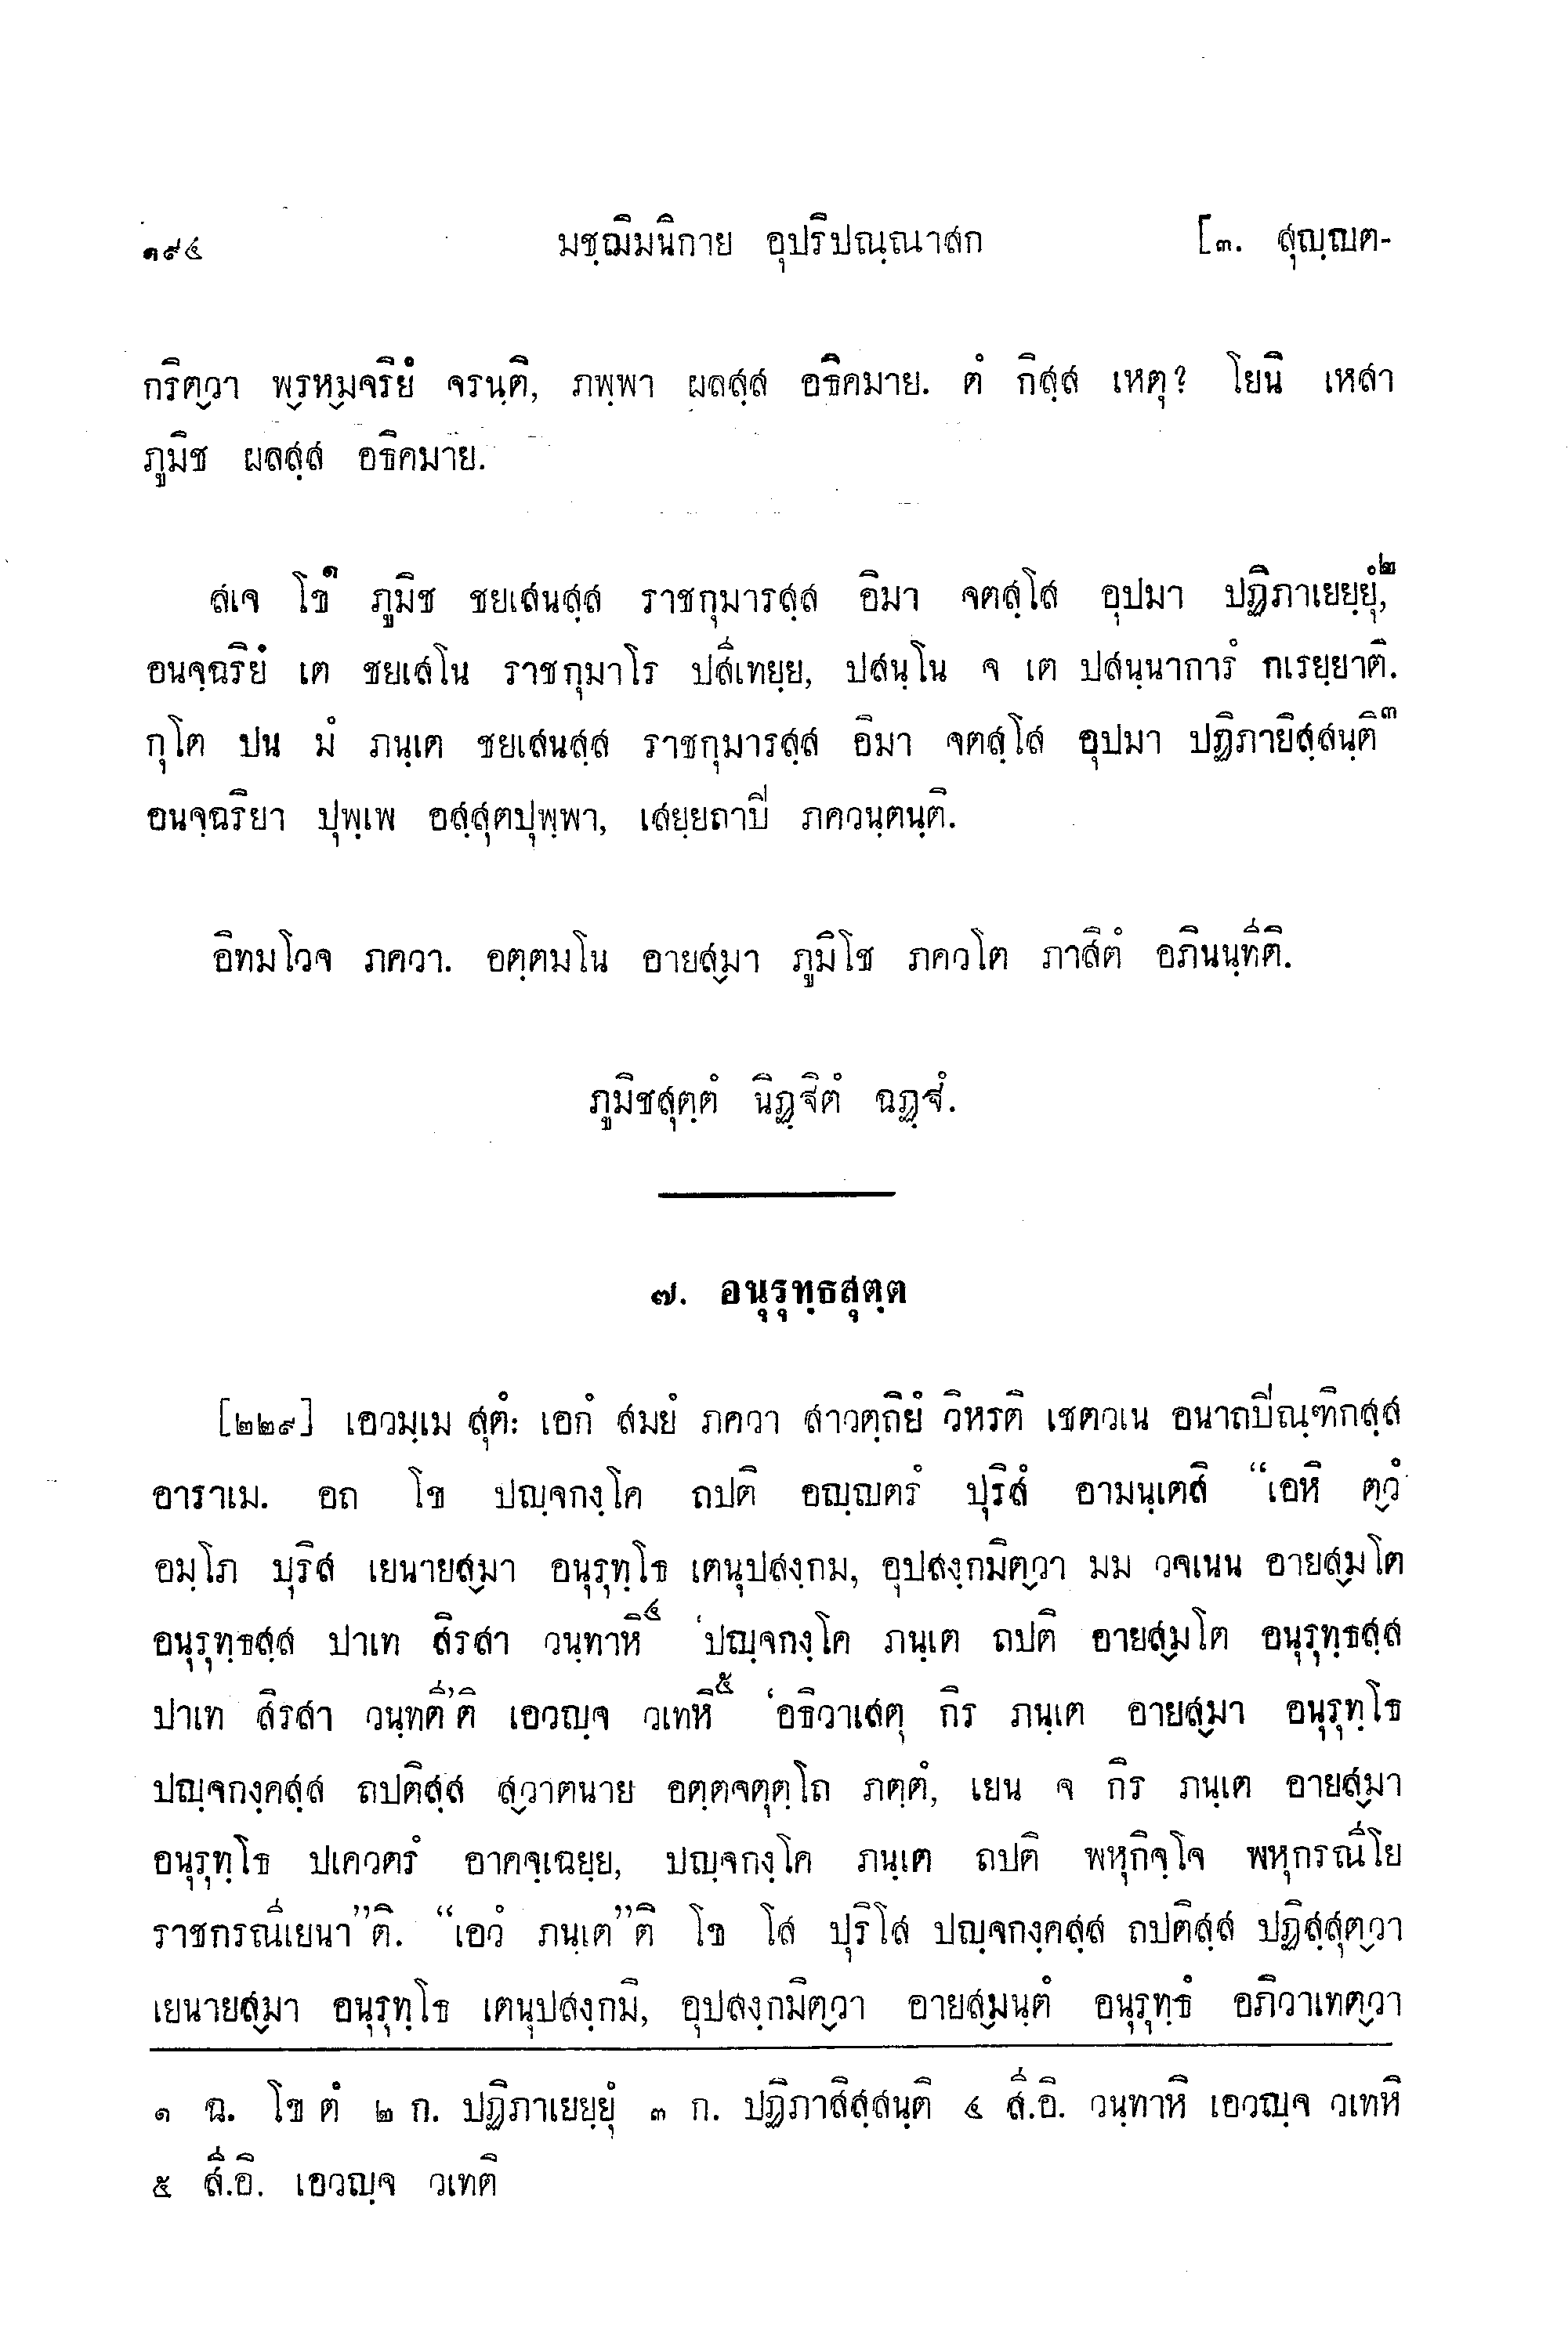 ๑๙๔ มชฺฌิมนิกาย อุปริปณฺณาสก [๓. สุญฺญต-
กริตฺวา พฺรหฺมจริยํ จรนฺติ, ภพฺพา ผลสฺส อธิคมาย. ตํ กิสฺส เหตุ? โยนิ เหสา
ภูมิช ผลสฺส อธิคมาย.
สเจ โข๑ ภูมิช ชยเสนสฺส ราชกุมารสฺส อิมา จตสฺโส อุปมา ปฏิภาเยยฺยุํ,๒
อนจฺฉริยํ เต ชยเสโน ราชกุมาโร ปสีเทยฺย, ปสนฺโน จ เต ปสนฺนาการํ กเรยฺยาติ.
กุโต ปน มํ ภนฺเต ชยเสนสฺส ราชกุมารสฺส อิมา จตสฺโส อุปมา ปฏิภายิสฺสนฺติ๓
อนจฺฉริยา ปุพฺเพ อสฺสุตปุพฺพา, เสยฺยถาปี ภควนฺตนฺติ.
อิทมโวจ ภควา. อตฺตมโน อายสฺมา ภูมิโช ภควโต ภาสิตํ อภินนฺทีติ.
ภูมิชสุตฺตํ นิฏฺฐิตํ ฉฏฺฐํ.
๗. อนุรุทฺธสุตฺต
[๒๒๙] เอวมฺเม สุตํ: เอกํ สมยํ ภควา สาวตฺถิยํ วิหรติ เชตวเน อนาถปิณฺฑิกสฺส
อาราเม. อถ โข ปญฺจกงฺโค ถปติ อญฺญตรํ ปุริสํ อามนฺเตสิ “เอหิ ตฺวํ
อมฺโภ ปุริส เยนายสฺมา อนุรุทฺโธ เตนุปสงฺกม, อุปสงฺกมิตฺวา มม วจเนน อายสฺมโต
อนุรุทฺธสฺส ปาเท สิรสา วนฺทาหิ๔ ‘ปญฺจกงฺโค ภนฺเต ถปติ อายสฺมโต อนุรุทฺธสฺส
ปาเท สิรสา วนฺทตี’ติ เอวญฺจ วเทหิ๕ ‘อธิวาเสตุ กิร ภนฺเต อายสฺมา อนุรุทฺโธ
ปญฺจกงฺคสฺส ถปติสฺส สฺวาตนาย อตฺตจตุตฺโถ ภตฺตํ, เยน จ กิร ภนฺเต อายสฺมา
อนุรุทฺโธ ปเควตรํ อาคจฺเฉยฺย, ปญฺจกงฺโค ภนฺเต ถปติ พหุกิจฺโจ พหุกรณีโย
ราชกรณีเยนา”ติ. “เอวํ ภนฺเต”ติ โข โส ปุริโส ปญฺจกงฺคสฺส ถปติสฺส ปฏิสฺสุตฺวา
เยนายสฺมา อนุรุทฺโธ เตนุปสงฺกมิ, อุปสงฺกมิตฺวา อายสฺมนฺตํ อนุรุทฺธํ อภิวาเทตฺวา
๑ ฉ. โข ตํ ๒ ก. ปฏิภาเยยฺยุํ ๓ ก. ปฏิภาสิสฺสนฺติ ๔ สี.อิ. วนฺทาหิ เอวญฺจ วเทหิ
๕ สี.อิ. เอวญฺจ วเทติ